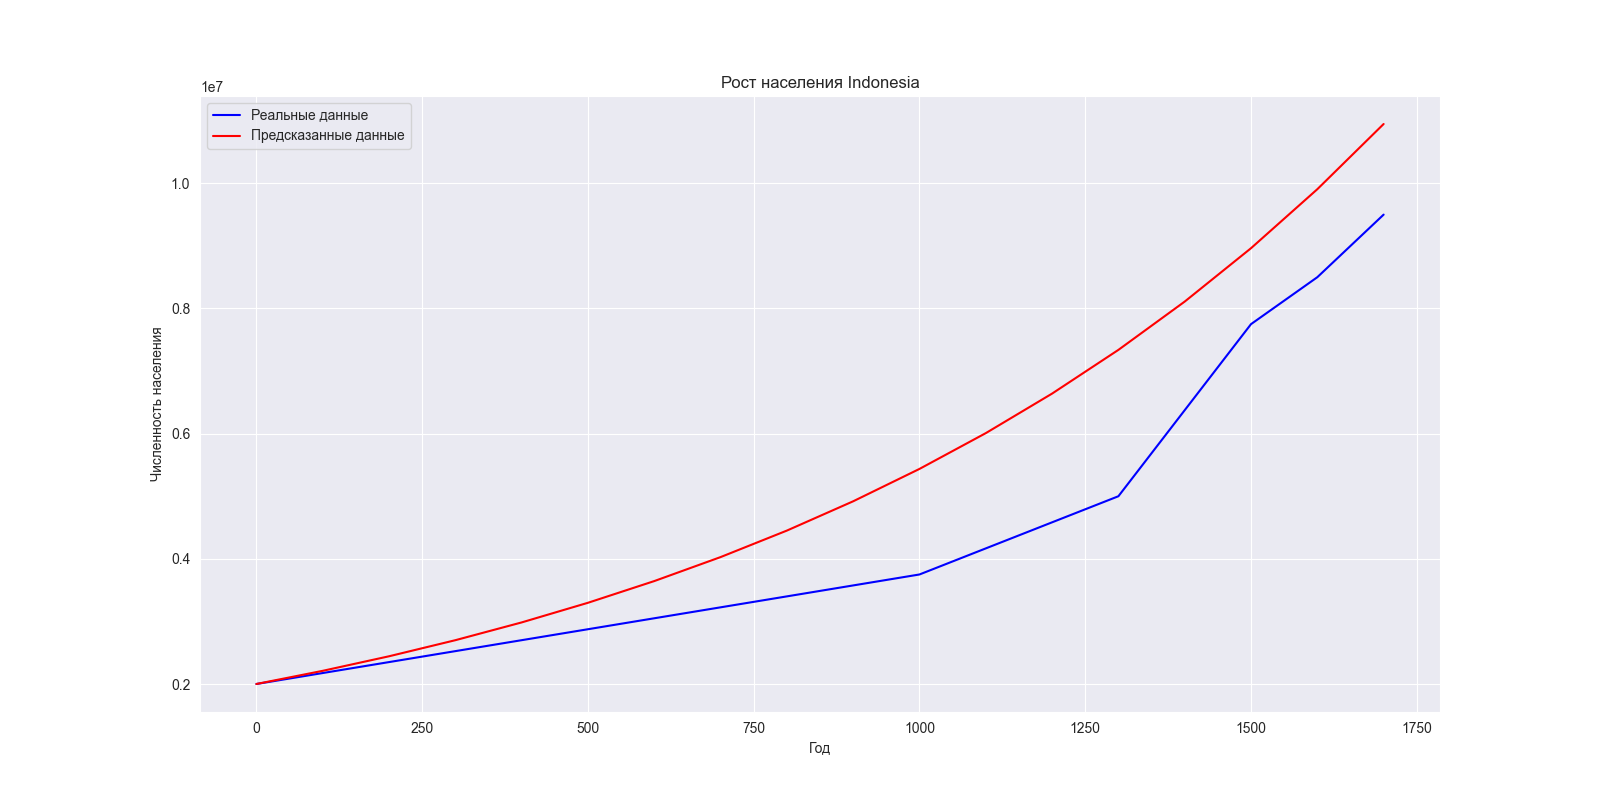 Рост населения Indonesia
1e7
Реальные данные
Предсказанные данные
1.0
0.8
0.6
0.4
0.2
Численность населения
0 250 500 750 1000 1250 1500 1750
Год